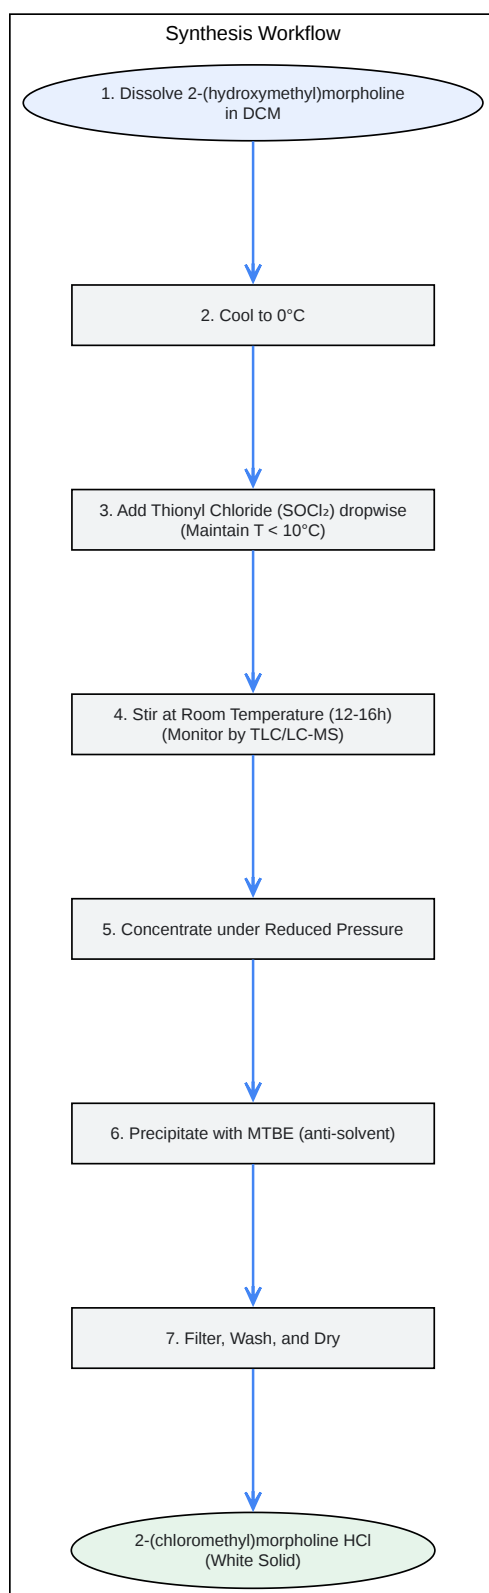 Synthesis Workflow
1. Dissolve 2-(hydroxymethyl)morpholine
in DCM
2. Cool to 0°C
3. Add Thionyl Chloride (SOCl₂) dropwise
(Maintain T < 10°C)
4. Stir at Room Temperature (12-16h)
(Monitor by TLC/LC-MS)
5. Concentrate under Reduced Pressure
6. Precipitate with MTBE (anti-solvent)
7. Filter, Wash, and Dry
2-(chloromethyl)morpholine HCl
(White Solid)